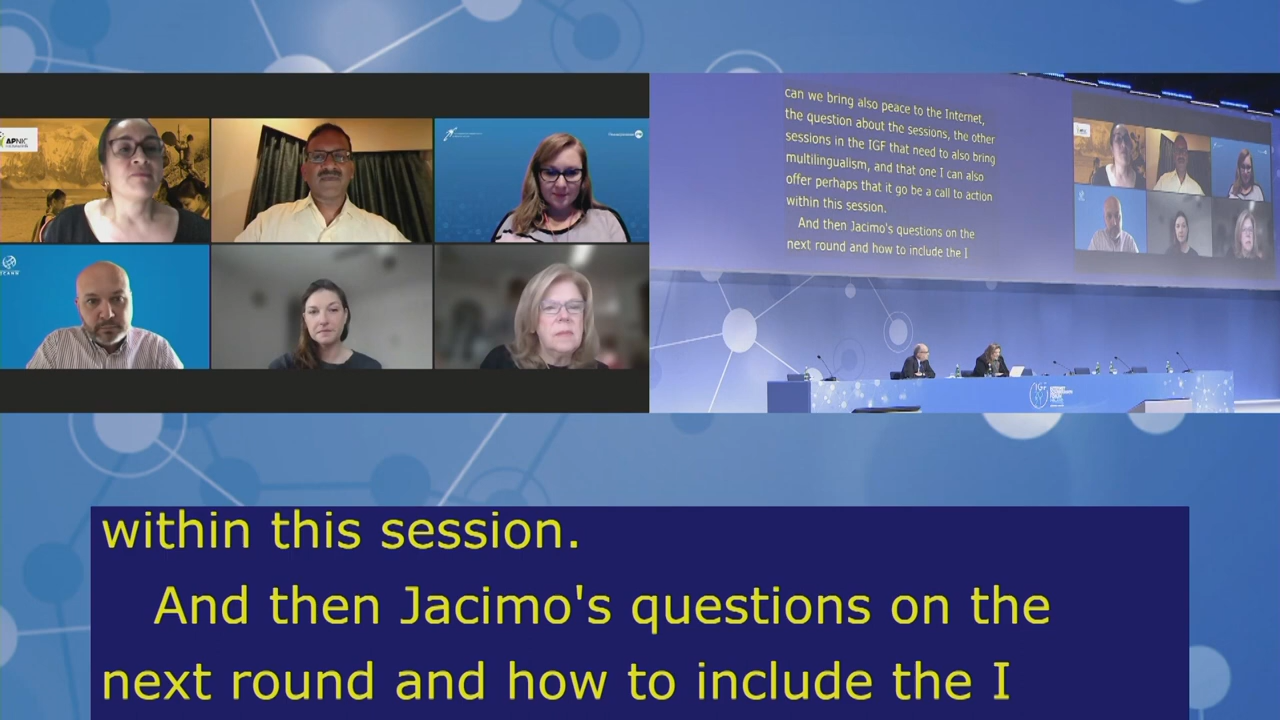 APNIC
can we bring also peace to the Internet,
the question about the sessions, the other
sessions in the IGF that need to also bring
multilingualism, and that one I can also
offer perhaps that it go be a call to action
within this session.
And then Jacimo's questions on the
next round and how to include the I
within this session.
And then Jacimo's questions on the
next round and how to include the I